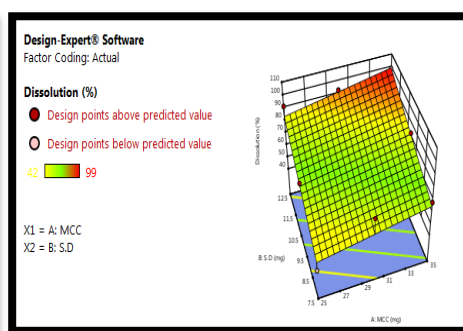 Design-Expert® Software
Factor Coding: Actual
Dissolution (%)
Design points above predicted value
Design points below predicted value
42 99
X1 = A: MCC
X2 = B: S.D
Dissolution (%)
110
100
90
80
70
60
50
40
12.5
11.5
10.5
9.5
8.5
7.5
B: S.D (mg)
25
27
29
31
33
35
A: MCC (mg)